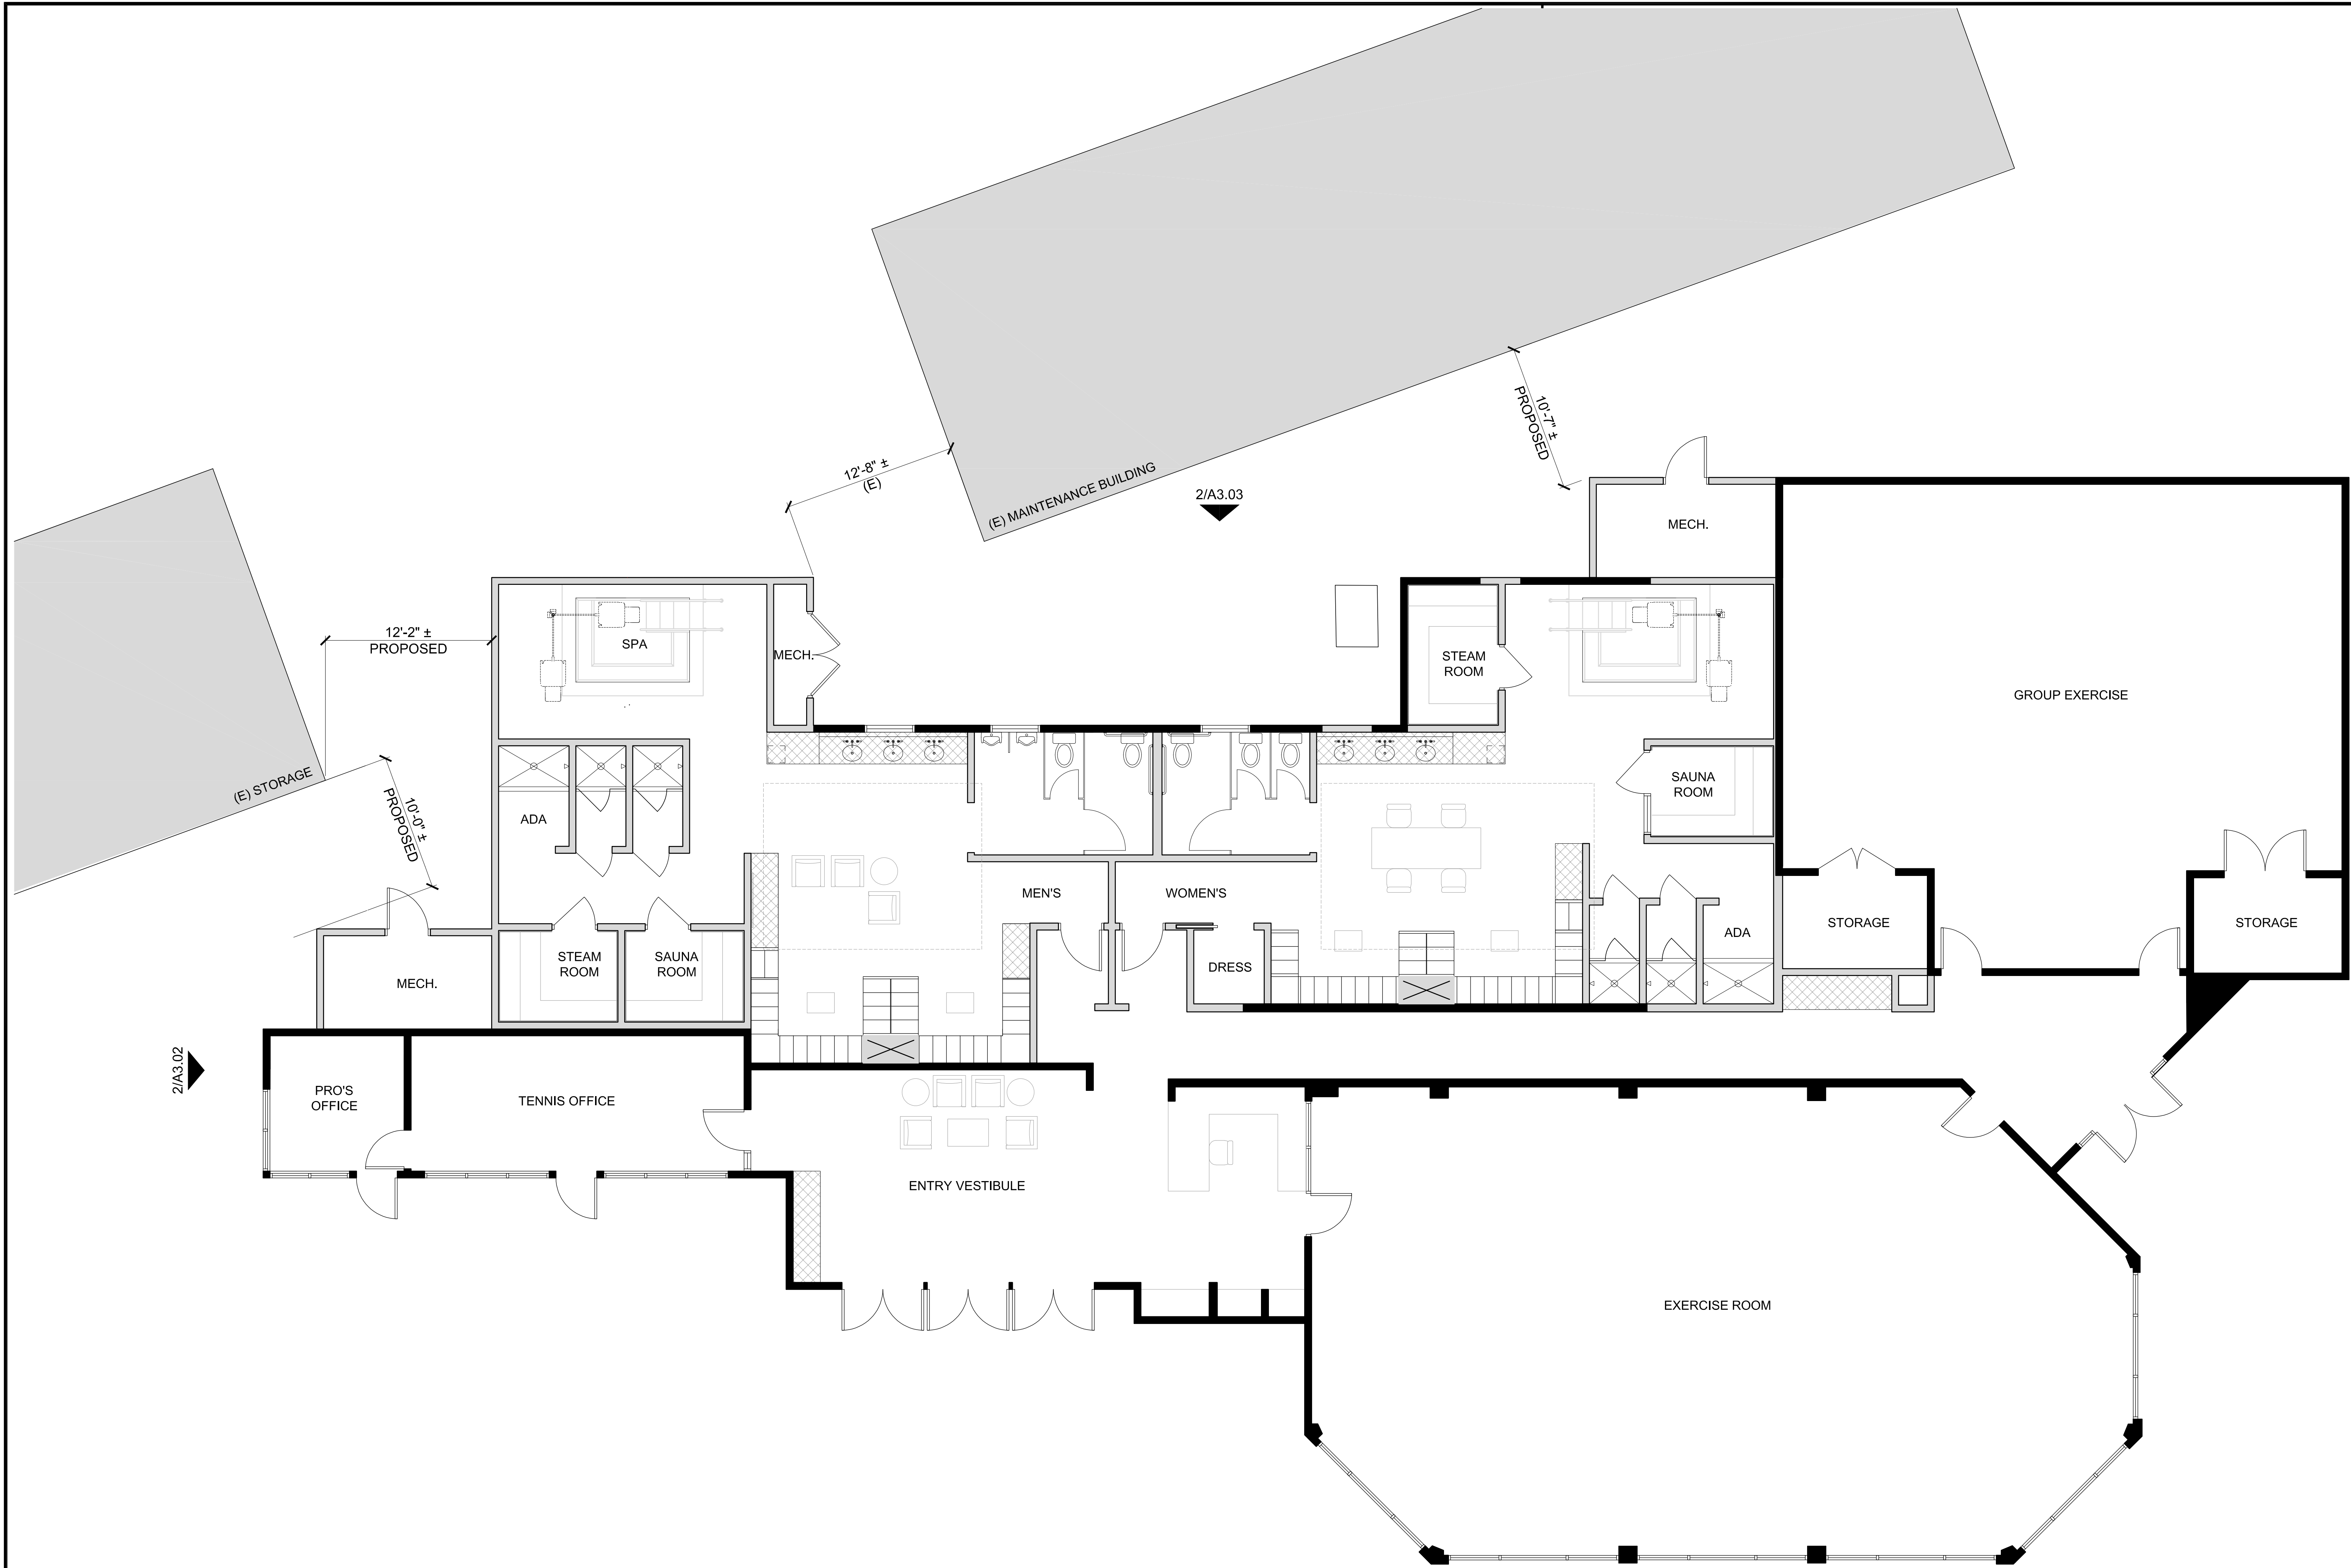 10'-7" ±
PROPOSED
12'-8" ±
(E)
(E) MAINTENANCE BUILDING
2/A3.03
MECH.
12'-2" ±
PROPOSED
SPA
MECH.
STEAM
ROOM
GROUP EXERCISE
(E) STORAGE
10'-0" ±
PROPOSED
SAUNA
ROOM
ADA
MEN'S
WOMEN'S
STORAGE
STORAGE
ADA
STEAM
ROOM
SAUNA
ROOM
DRESS
MECH.
2/A3.02
PRO'S
OFFICE
TENNIS OFFICE
ENTRY VESTIBULE
EXERCISE ROOM